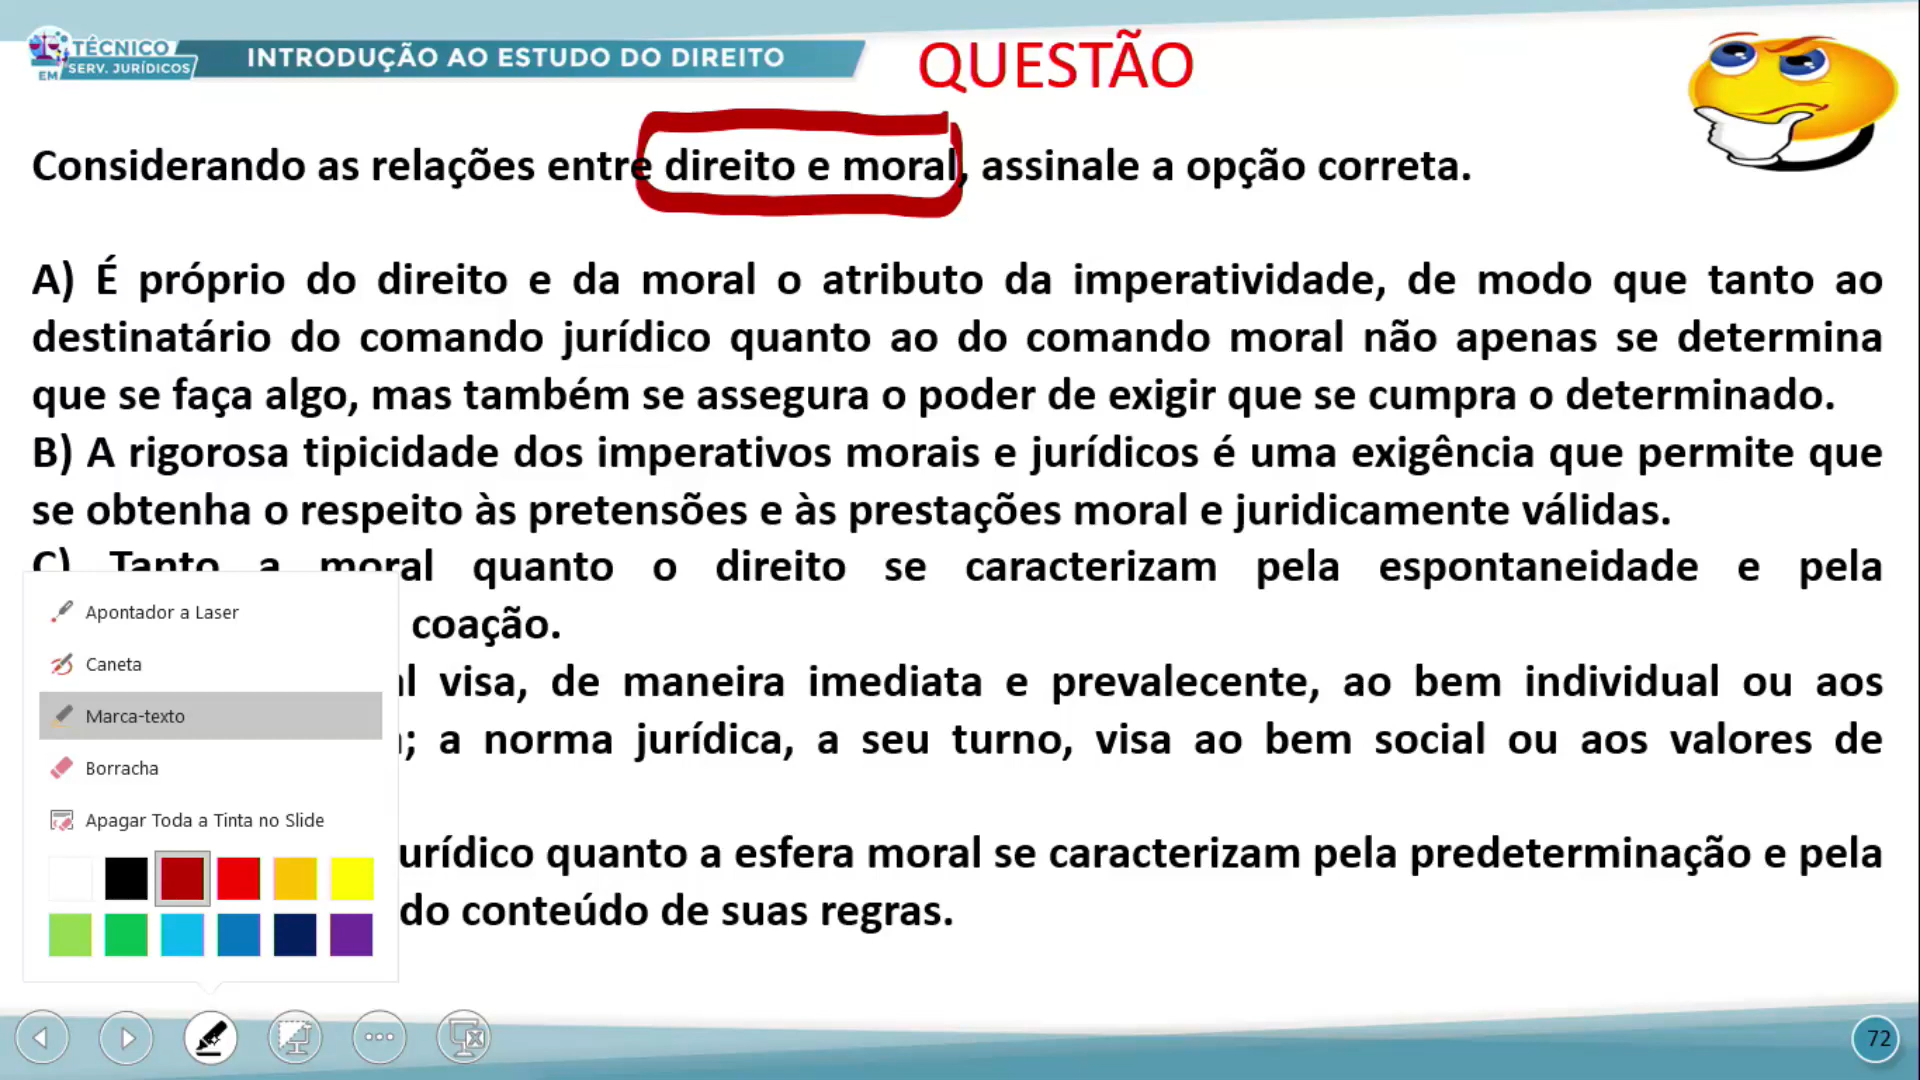 TÉCNICO
EM SERV. JURÍDICOS
INTRODUÇÃO AO ESTUDO DO DIREITO
QUESTÃO
Considerando as relações entre direito e moral, assinale a opção correta.
A) É próprio do direito e da moral o atributo da imperatividade, de modo que tanto ao
destinatário do comando jurídico quanto ao do comando moral não apenas se determina
que se faça algo, mas também se assegura o poder de exigir que se cumpra o determinado.
B) A rigorosa tipicidade dos imperativos morais e jurídicos é uma exigência que permite que
se obtenha o respeito às pretensões e às prestações moral e juridicamente válidas.
C) Tanto a moral quanto o direito se caracterizam pela espontaneidade e pela
coação.
visa, de maneira imediata e prevalecente, ao bem individual ou aos
; a norma jurídica, a seu turno, visa ao bem social ou aos valores de
urídico quanto a esfera moral se caracterizam pela predeterminação e pela
do conteúdo de suas regras.
Apontador a Laser
Caneta
Marca-texto
Borracha
Apagar Toda a Tinta no Slide
72